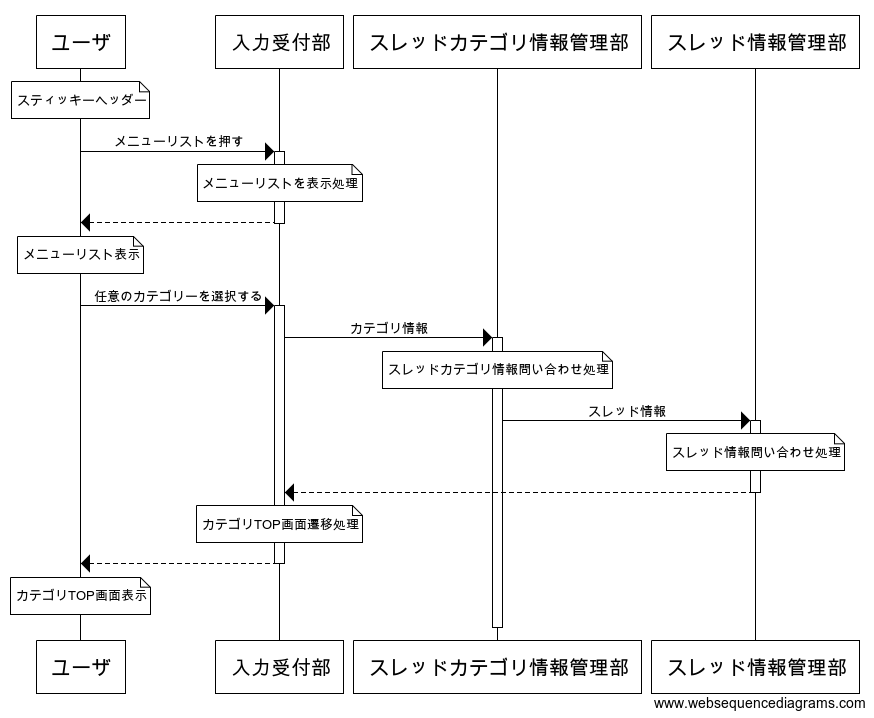 ユーザ
入力受付部
スレッドカテゴリ情報管理部
スレッド情報管理部
スティッキーヘッダー
メニューリストを押す
メニューリストを表示処理
メニューリスト表示
任意のカテゴリーを選択する
カテゴリ情報
スレッドカテゴリ情報問い合わせ処理
スレッド情報
スレッド情報問い合わせ処理
カテゴリTOP画面遷移処理
カテゴリTOP画面表示
ユーザ
入力受付部
スレッドカテゴリ情報管理部
スレッド情報管理部
www.websequencediagrams.com